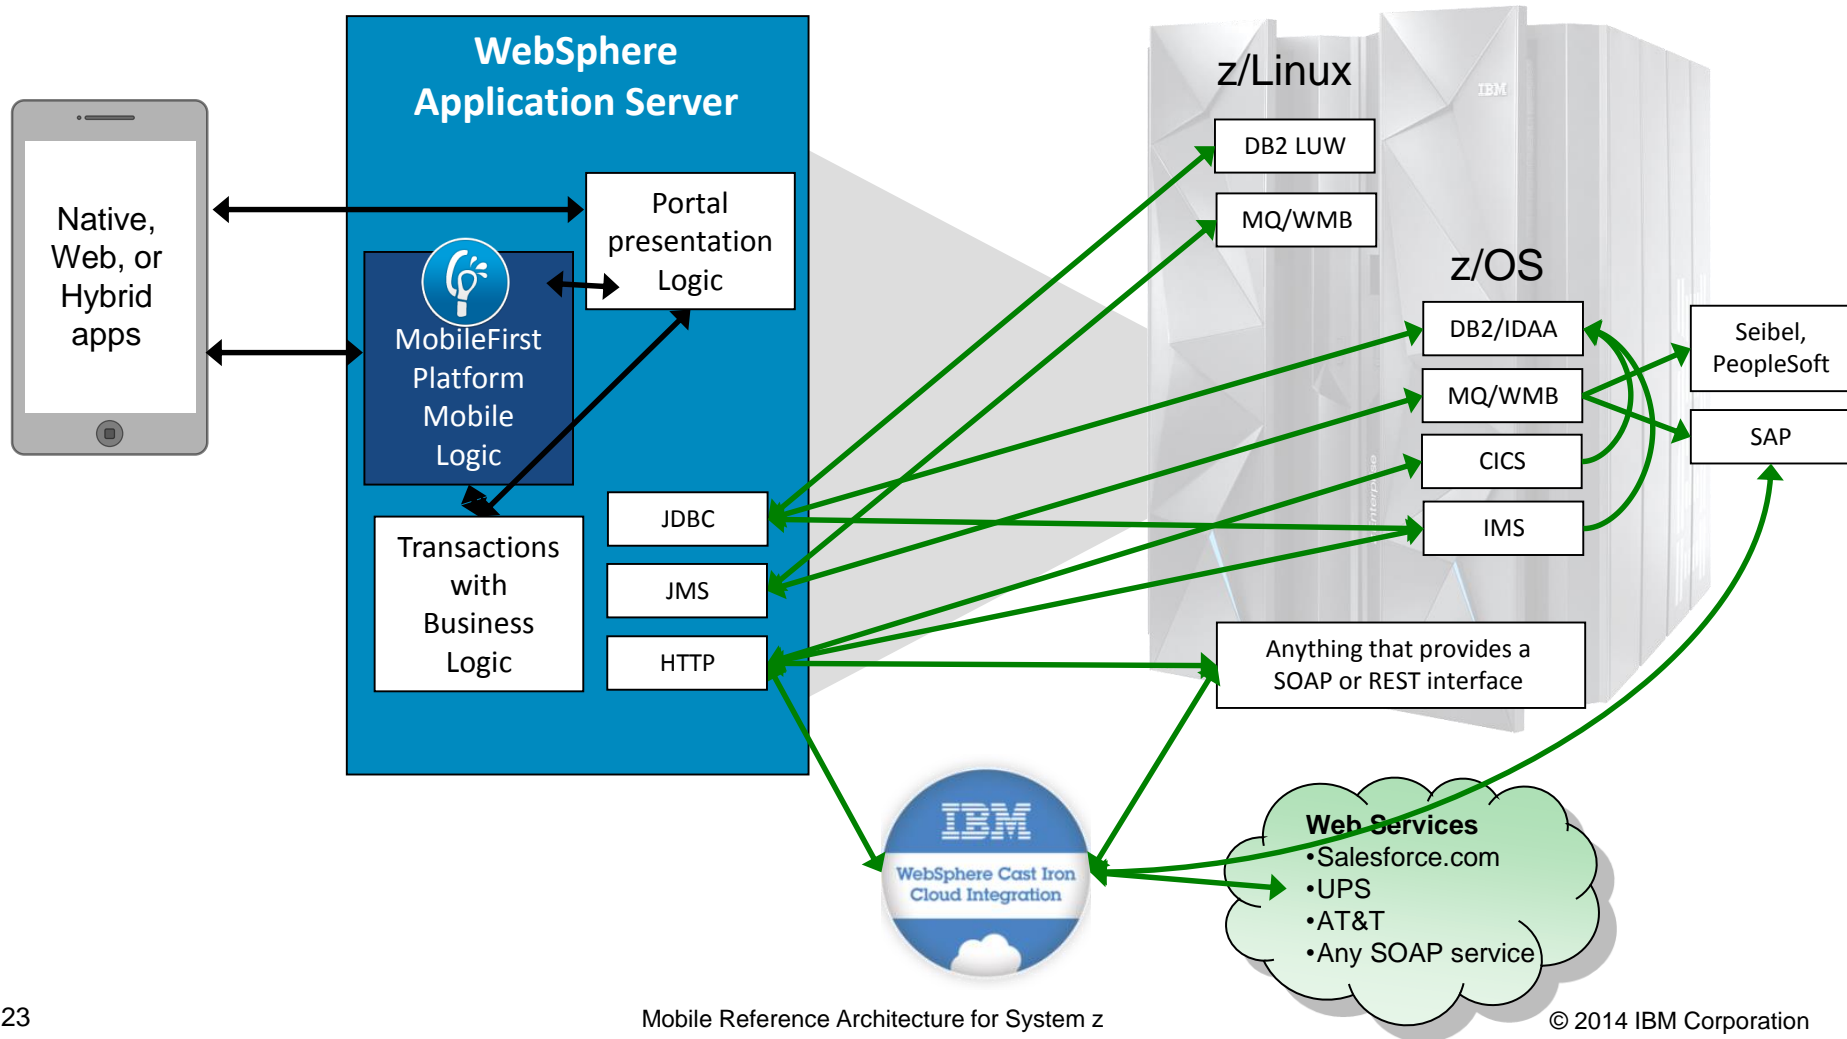 WebSphere
Application Server
Native,
Web, or
Hybrid
apps
Portal
presentation
Logic
MobileFirst
Platform
Mobile
Logic
Transactions
with
Business
Logic
JDBC
JMS
HTTP
z/Linux
IBM
DB2 LUW
MQ/WMB
z/OS
DB2/IDAA
MQ/WMB
CICS
IMS
Seibel,
PeopleSoft
SAP
Anything that provides a
SOAP or REST interface
IBM
WebSphere Cast Iron
Cloud Integration
Web Services
•Salesforce.com
•UPS
•AT&T
•Any SOAP service
23
Mobile Reference Architecture for System z
© 2014 IBM Corporation